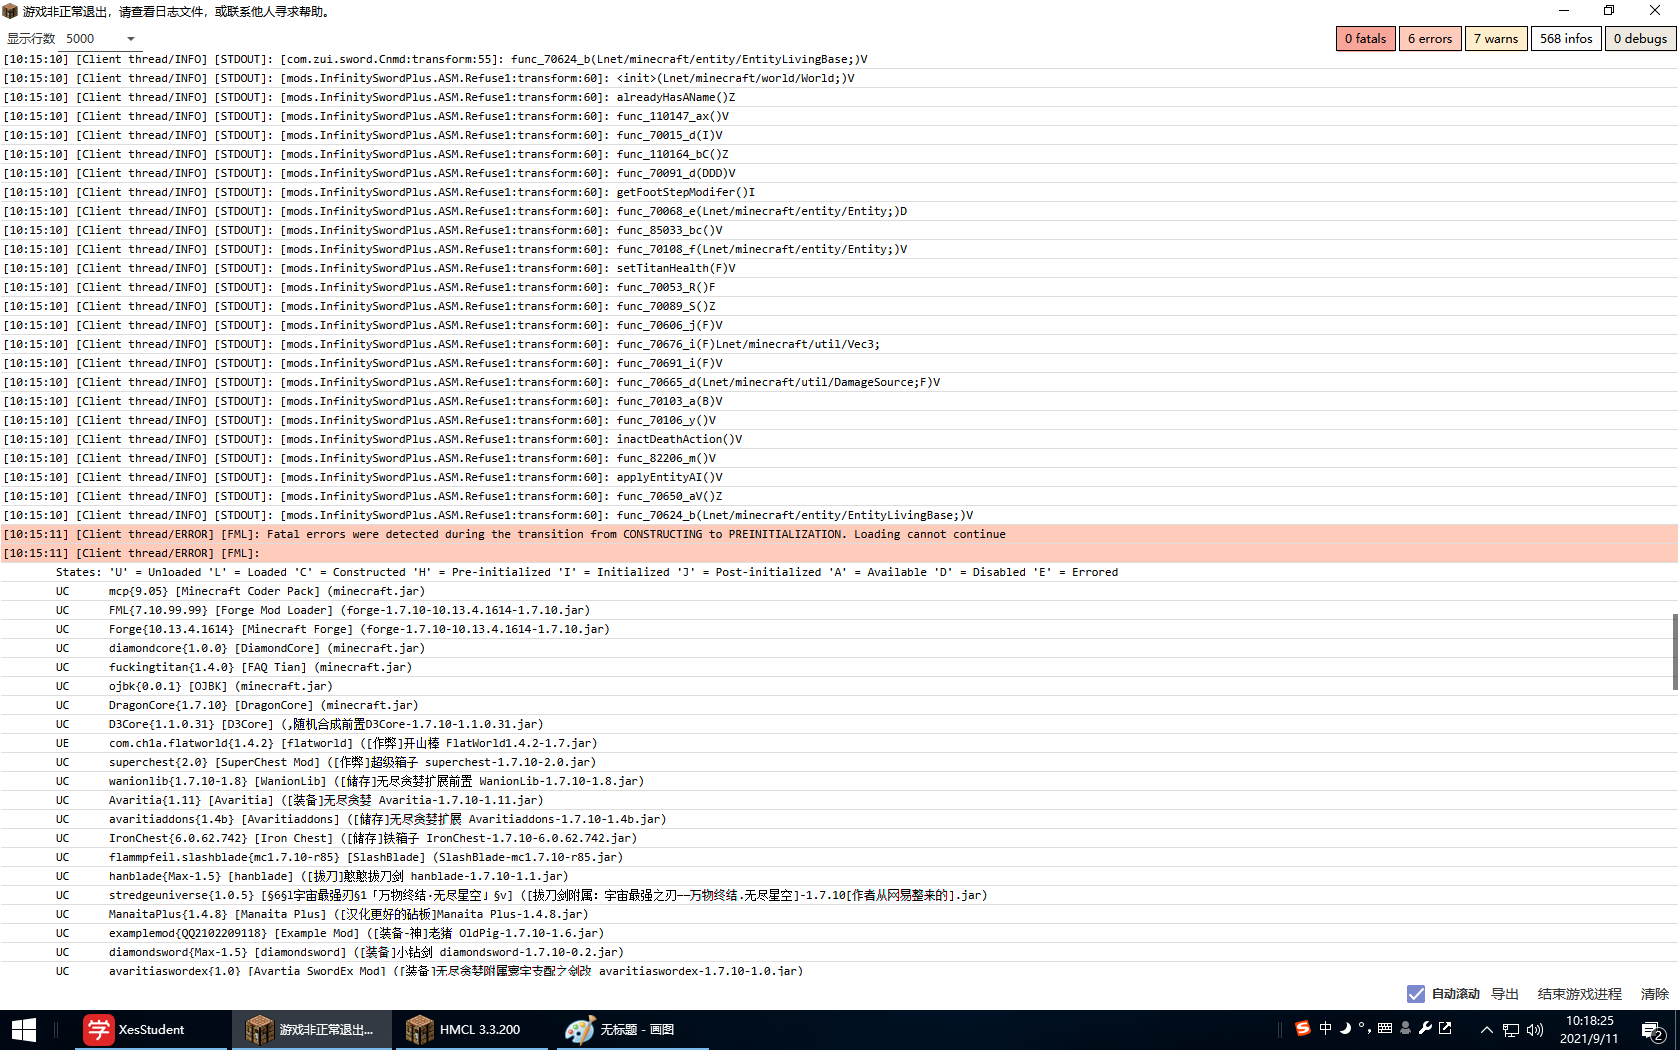 游戏非正常退出，请查看日志文件，或联系他人寻求帮助。
显示行数 5000
0 fatals 6 errors 7 warns 568 infos 0 debugs
[10:15:10] [Client thread/INFO] [STDOUT]: [com.zui.sword.Cnmd:transform:55]: func_70624_b(Lnet/minecraft/entity/EntityLivingBase;)V
[10:15:10] [Client thread/INFO] [STDOUT]: [mods.InfinitySwordPlus.ASM.Refuse1:transform:60]: <init>(Lnet/minecraft/world/World;)V
[10:15:10] [Client thread/INFO] [STDOUT]: [mods.InfinitySwordPlus.ASM.Refuse1:transform:60]: alreadyHasAName()Z
[10:15:10] [Client thread/INFO] [STDOUT]: [mods.InfinitySwordPlus.ASM.Refuse1:transform:60]: func_110147_ax()V
[10:15:10] [Client thread/INFO] [STDOUT]: [mods.InfinitySwordPlus.ASM.Refuse1:transform:60]: func_70015_d(I)V
[10:15:10] [Client thread/INFO] [STDOUT]: [mods.InfinitySwordPlus.ASM.Refuse1:transform:60]: func_110164_bC()Z
[10:15:10] [Client thread/INFO] [STDOUT]: [mods.InfinitySwordPlus.ASM.Refuse1:transform:60]: func_70091_d(DDD)V
[10:15:10] [Client thread/INFO] [STDOUT]: [mods.InfinitySwordPlus.ASM.Refuse1:transform:60]: getFootStepModifer()I
[10:15:10] [Client thread/INFO] [STDOUT]: [mods.InfinitySwordPlus.ASM.Refuse1:transform:60]: func_70068_e(Lnet/minecraft/entity/Entity;)D
[10:15:10] [Client thread/INFO] [STDOUT]: [mods.InfinitySwordPlus.ASM.Refuse1:transform:60]: func_85033_bc()V
[10:15:10] [Client thread/INFO] [STDOUT]: [mods.InfinitySwordPlus.ASM.Refuse1:transform:60]: func_70108_f(Lnet/minecraft/entity/Entity;)V
[10:15:10] [Client thread/INFO] [STDOUT]: [mods.InfinitySwordPlus.ASM.Refuse1:transform:60]: setTitanHealth(F)V
[10:15:10] [Client thread/INFO] [STDOUT]: [mods.InfinitySwordPlus.ASM.Refuse1:transform:60]: func_70053_R()F
[10:15:10] [Client thread/INFO] [STDOUT]: [mods.InfinitySwordPlus.ASM.Refuse1:transform:60]: func_70089_S()Z
[10:15:10] [Client thread/INFO] [STDOUT]: [mods.InfinitySwordPlus.ASM.Refuse1:transform:60]: func_70606_j(F)V
[10:15:10] [Client thread/INFO] [STDOUT]: [mods.InfinitySwordPlus.ASM.Refuse1:transform:60]: func_70676_i(F)Lnet/minecraft/util/Vec3;
[10:15:10] [Client thread/INFO] [STDOUT]: [mods.InfinitySwordPlus.ASM.Refuse1:transform:60]: func_70691_i(F)V
[10:15:10] [Client thread/INFO] [STDOUT]: [mods.InfinitySwordPlus.ASM.Refuse1:transform:60]: func_70665_d(Lnet/minecraft/util/DamageSource;F)V
[10:15:10] [Client thread/INFO] [STDOUT]: [mods.InfinitySwordPlus.ASM.Refuse1:transform:60]: func_70103_a(B)V
[10:15:10] [Client thread/INFO] [STDOUT]: [mods.InfinitySwordPlus.ASM.Refuse1:transform:60]: func_70106_y()V
[10:15:10] [Client thread/INFO] [STDOUT]: [mods.InfinitySwordPlus.ASM.Refuse1:transform:60]: inactDeathAction()V
[10:15:10] [Client thread/INFO] [STDOUT]: [mods.InfinitySwordPlus.ASM.Refuse1:transform:60]: func_82206_m()V
[10:15:10] [Client thread/INFO] [STDOUT]: [mods.InfinitySwordPlus.ASM.Refuse1:transform:60]: applyEntityAI()V
[10:15:10] [Client thread/INFO] [STDOUT]: [mods.InfinitySwordPlus.ASM.Refuse1:transform:60]: func_70650_aV()Z
[10:15:10] [Client thread/INFO] [STDOUT]: [mods.InfinitySwordPlus.ASM.Refuse1:transform:60]: func_70624_b(Lnet/minecraft/entity/EntityLivingBase;)V
[10:15:11] [Client thread/ERROR] [FML]: Fatal errors were detected during the transition from CONSTRUCTING to PREINITIALIZATION. Loading cannot continue
[10:15:11] [Client thread/ERROR] [FML]:
States: 'U' = Unloaded 'L' = Loaded 'C' = Constructed 'H' = Pre-initialized 'I' = Initialized 'J' = Post-initialized 'A' = Available 'D' = Disabled 'E' = Errored
UC mcp{9.05} [Minecraft Coder Pack] (minecraft.jar)
UC FML{7.10.99.99} [Forge Mod Loader] (forge-1.7.10-10.13.4.1614-1.7.10.jar)
UC Forge{10.13.4.1614} [Minecraft Forge] (forge-1.7.10-10.13.4.1614-1.7.10.jar)
UC diamondcore{1.0.0} [DiamondCore] (minecraft.jar)
UC fuckingtitan{1.4.0} [FAQ Tian] (minecraft.jar)
UC ojbk{0.0.1} [OJBK] (minecraft.jar)
UC DragonCore{1.7.10} [DragonCore] (minecraft.jar)
UC D3Core{1.1.0.31} [D3Core] (,随机合成前置D3Core-1.7.10-1.1.0.31.jar)
UE com.ch1a.flatworld{1.4.2} [flatworld] ([作弊]开山棒 FlatWorld1.4.2-1.7.jar)
UC superchest{2.0} [SuperChest Mod] ([作弊]超级箱子 superchest-1.7.10-2.0.jar)
UC wanionlib{1.7.10-1.8} [WanionLib] ([储存]无尽贪婪扩展前置 WanionLib-1.7.10-1.8.jar)
UC Avaritia{1.11} [Avaritia] ([装备]无尽贪婪 Avaritia-1.7.10-1.11.jar)
UC avaritiaddons{1.4b} [Avaritiaddons] ([储存]无尽贪婪扩展 Avaritiaddons-1.7.10-1.4b.jar)
UC IronChest{6.0.62.742} [Iron Chest] ([储存]铁箱子 IronChest-1.7.10-6.0.62.742.jar)
UC flammpfeil.slashblade{mc1.7.10-r85} [SlashBlade] (SlashBlade-mc1.7.10-r85.jar)
UC hanblade{Max-1.5} [hanblade] ([拔刀]憨憨拔刀剑 hanblade-1.7.10-1.1.jar)
UC stredgeuniverse{1.0.5} [§6§l宇宙最强刃§l「万物终结·无尽星空」§v] ([拔刀剑附属：宇宙最强之刃——万物终结.无尽星空]-1.7.10[作者从网易整来的].jar)
UC ManaitaPlus{1.4.8} [Manaita Plus] ([汉化更好的砧板]Manaita Plus-1.4.8.jar)
UC examplemod{QQ2102209118} [Example Mod] ([装备-神]老猪 OldPig-1.7.10-1.6.jar)
UC diamondsword{Max-1.5} [diamondsword] ([装备]小钻剑 diamondsword-1.7.10-0.2.jar)
UC avaritiaswordex{1.0} [Avartia SwordEx Mod] ([装备]无尽贪婪附属寰宇支配之剑改 avaritiaswordex-1.7.10-1.0.jar)
自动滚动 导出 结束游戏进程 清除
学 XesStudent 游戏非正常退出... HMCL 3.3.200 无标题 - 画图 中 10:18:25
2021/9/11 2